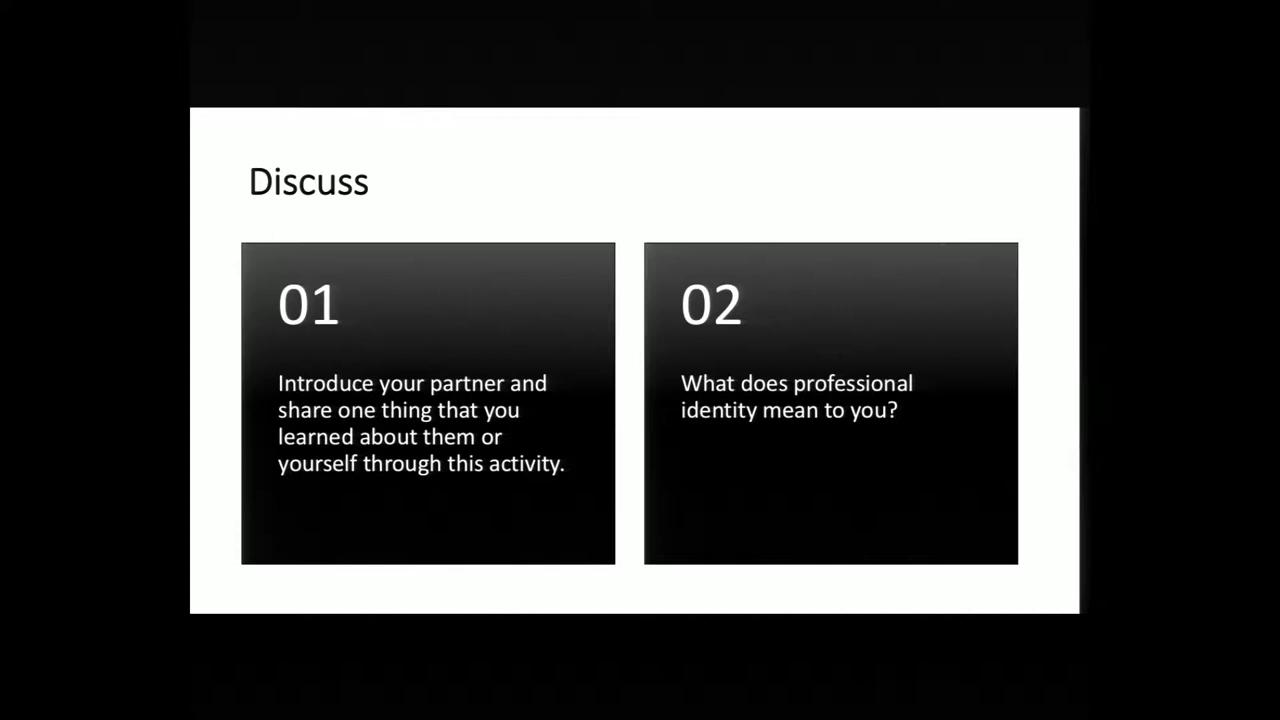 Discuss
01
Introduce your partner and
share one thing that you
learned about them or
yourself through this activity.
02
What does professional
identity mean to you?